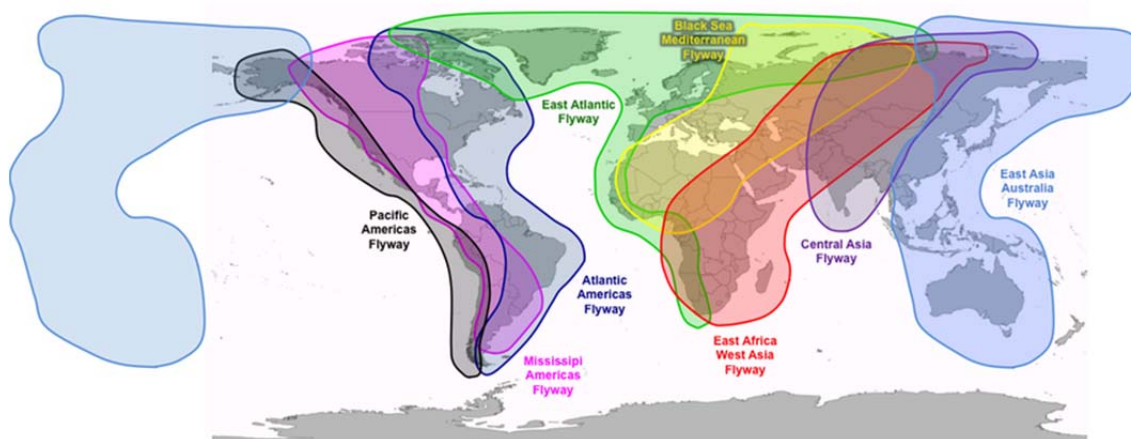 Black Sea
Mediterranean
Flyway
East Atlantic
Flyway
East Asia
Australia
Flyway
Pacific
Americas
Flyway
Central Asia
Flyway
Atlantic
Americas
Flyway
East Africa
West Asia
Flyway
Mississipi
Americas
Flyway